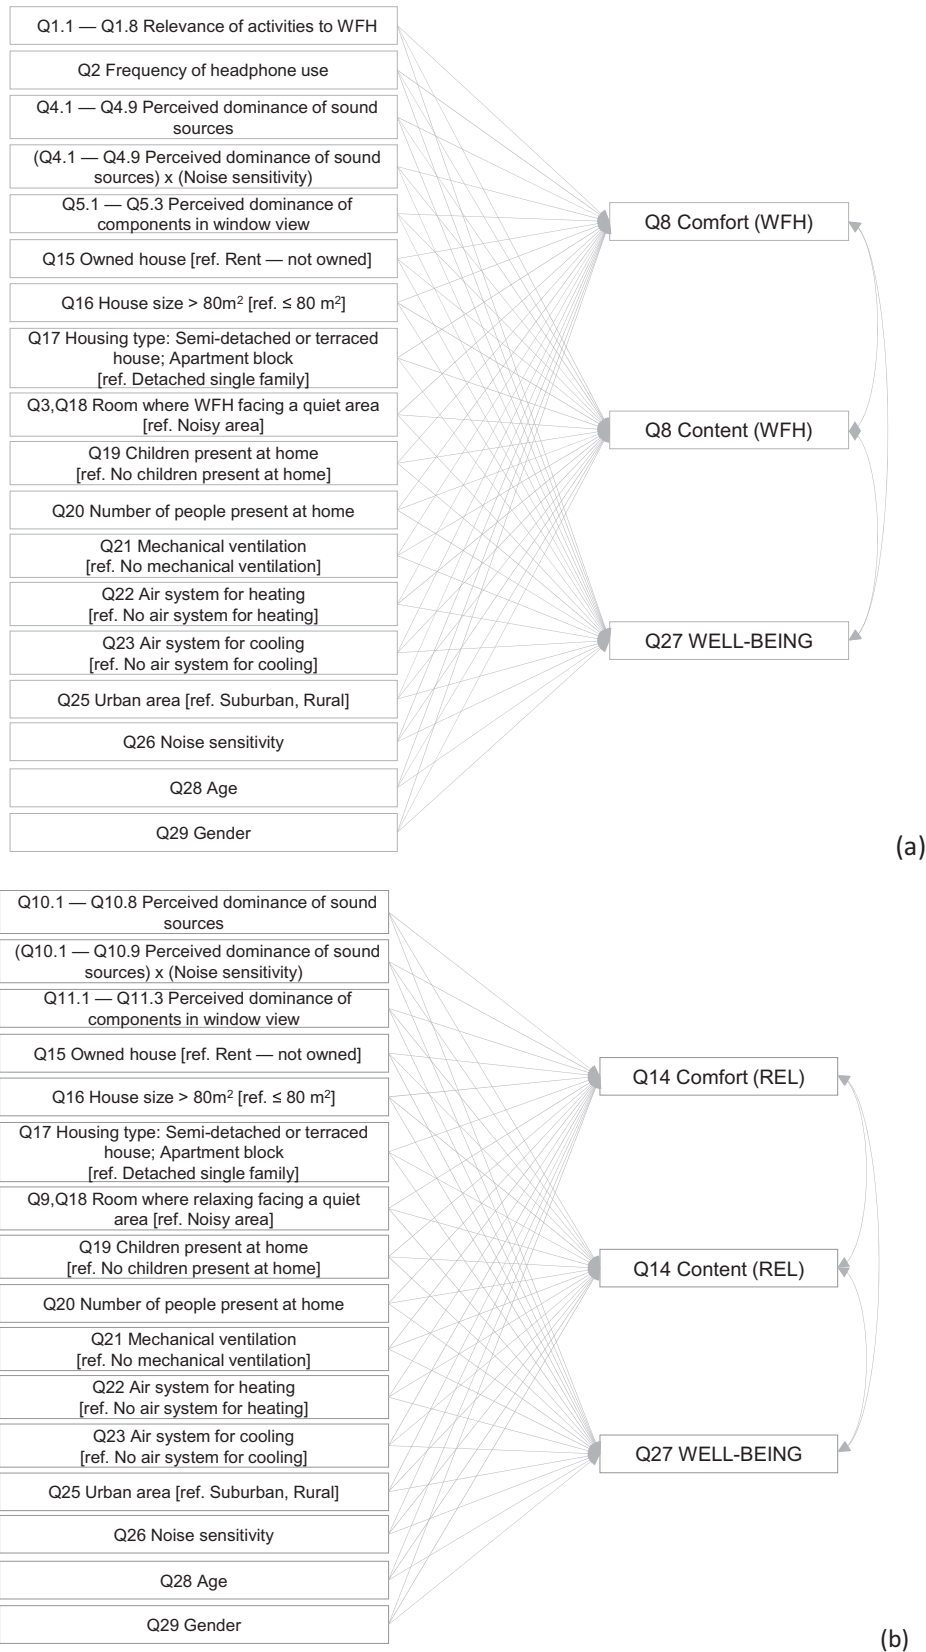 Q1.1 — Q1.8 Relevance of activities to WFH
Q2 Frequency of headphone use
Q4.1 — Q4.9 Perceived dominance of sound
sources
(Q4.1 — Q4.9 Perceived dominance of sound
sources) x (Noise sensitivity)
Q5.1 — Q5.3 Perceived dominance of
components in window view
Q15 Owned house [ref. Rent — not owned]
Q16 House size > 80m² [ref. ≤ 80 m²]
Q17 Housing type: Semi-detached or terraced
house; Apartment block
[ref. Detached single family]
Q3,Q18 Room where WFH facing a quiet area
[ref. Noisy area]
Q19 Children present at home
[ref. No children present at home]
Q20 Number of people present at home
Q21 Mechanical ventilation
[ref. No mechanical ventilation]
Q22 Air system for heating
[ref. No air system for heating]
Q23 Air system for cooling
[ref. No air system for cooling]
Q25 Urban area [ref. Suburban, Rural]
Q26 Noise sensitivity
Q28 Age
Q29 Gender
Q8 Comfort (WFH)
Q8 Content (WFH)
Q27 WELL-BEING
(a)
Q10.1 — Q10.8 Perceived dominance of sound
sources
(Q10.1 — Q10.9 Perceived dominance of sound
sources) x (Noise sensitivity)
Q11.1 — Q11.3 Perceived dominance of
components in window view
Q15 Owned house [ref. Rent — not owned]
Q16 House size > 80m² [ref. ≤ 80 m²]
Q17 Housing type: Semi-detached or terraced
house; Apartment block
[ref. Detached single family]
Q9,Q18 Room where relaxing facing a quiet
area [ref. Noisy area]
Q19 Children present at home
[ref. No children present at home]
Q20 Number of people present at home
Q21 Mechanical ventilation
[ref. No mechanical ventilation]
Q22 Air system for heating
[ref. No air system for heating]
Q23 Air system for cooling
[ref. No air system for cooling]
Q25 Urban area [ref. Suburban, Rural]
Q26 Noise sensitivity
Q28 Age
Q29 Gender
Q14 Comfort (REL)
Q14 Content (REL)
Q27 WELL-BEING
(b)